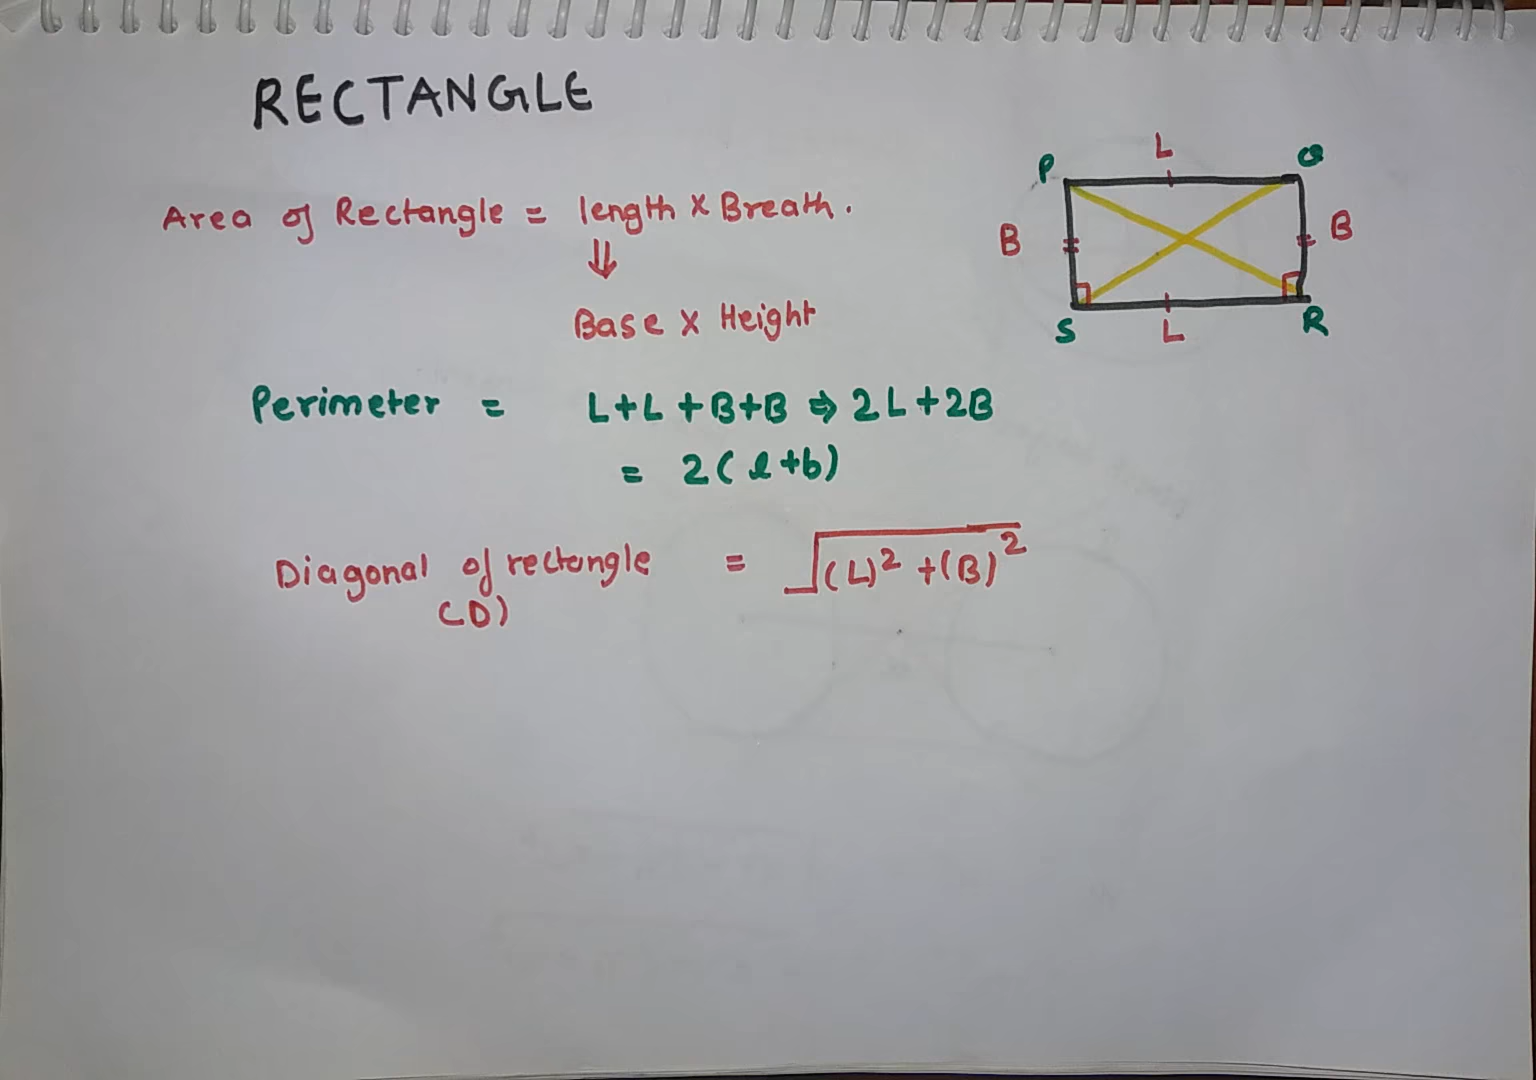 RECTANGLE
P L Q
Area of Rectangle = length x Breath.
B B
⇓
Base x Height
S L R
Perimeter = L+L+B+B ⇒ 2L+2B
= 2(l+b)
Diagonal of rectangle = √(L)² + (B)²
(D)